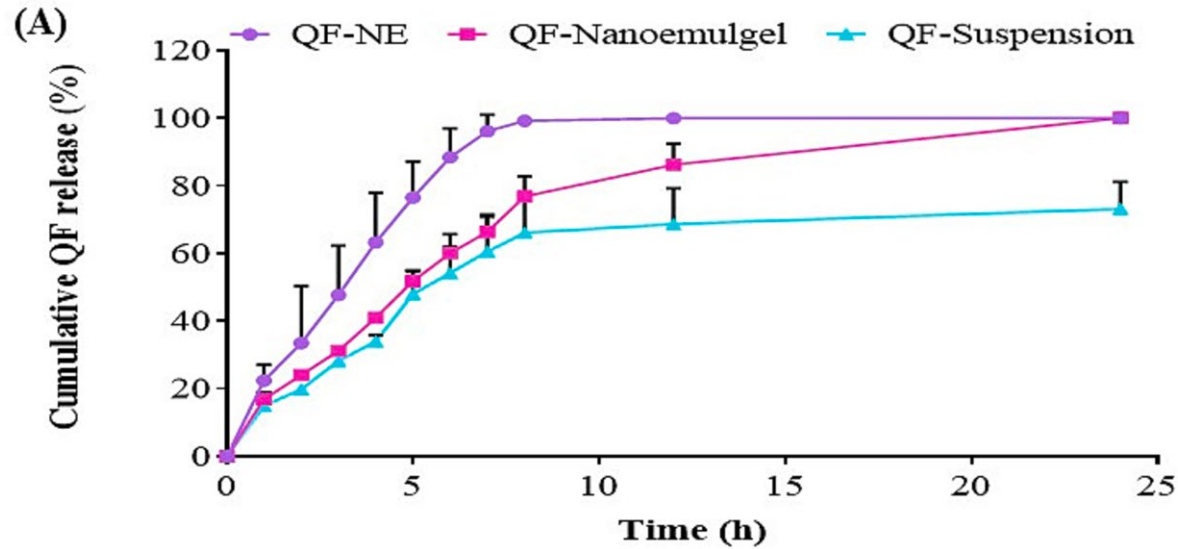 (A)
QF-NE QF-Nanoemulgel QF-Suspension
Cumulative QF release (%)
120
100
80
60
40
20
0
0 5 10 15 20 25
Time (h)